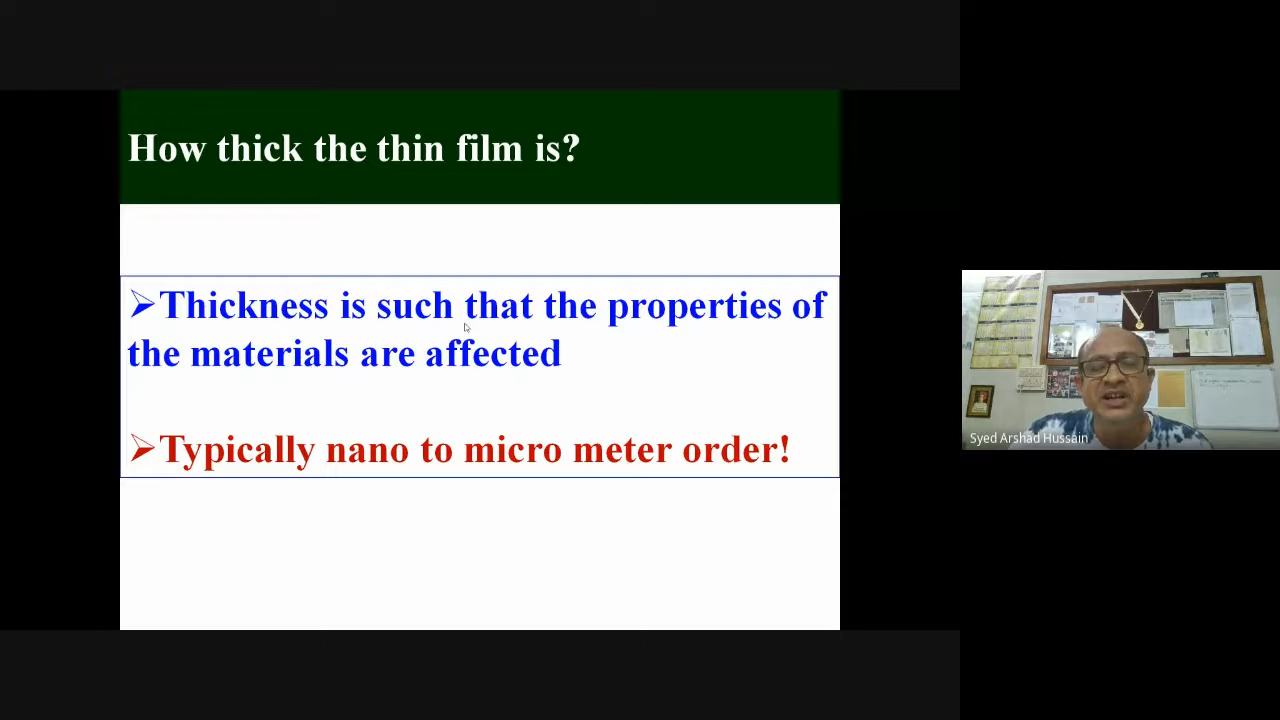 How thick the thin film is?
➢Thickness is such that the properties of
the materials are affected
➢Typically nano to micro meter order!
Syed Arshad Hussain